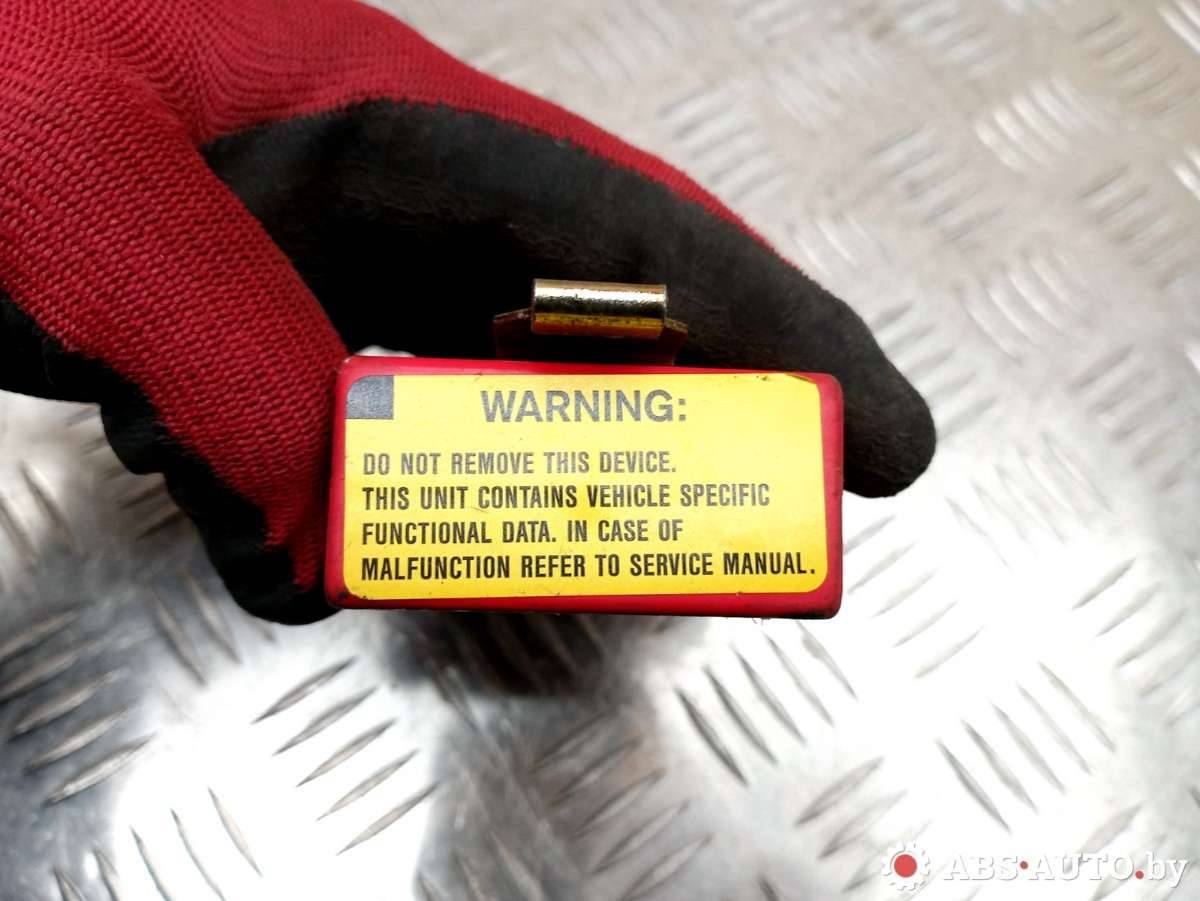 WARNING:
DO NOT REMOVE THIS DEVICE.
THIS UNIT CONTAINS VEHICLE SPECIFIC
FUNCTIONAL DATA. IN CASE OF
MALFUNCTION REFER TO SERVICE MANUAL.
ABS•AUTO.by